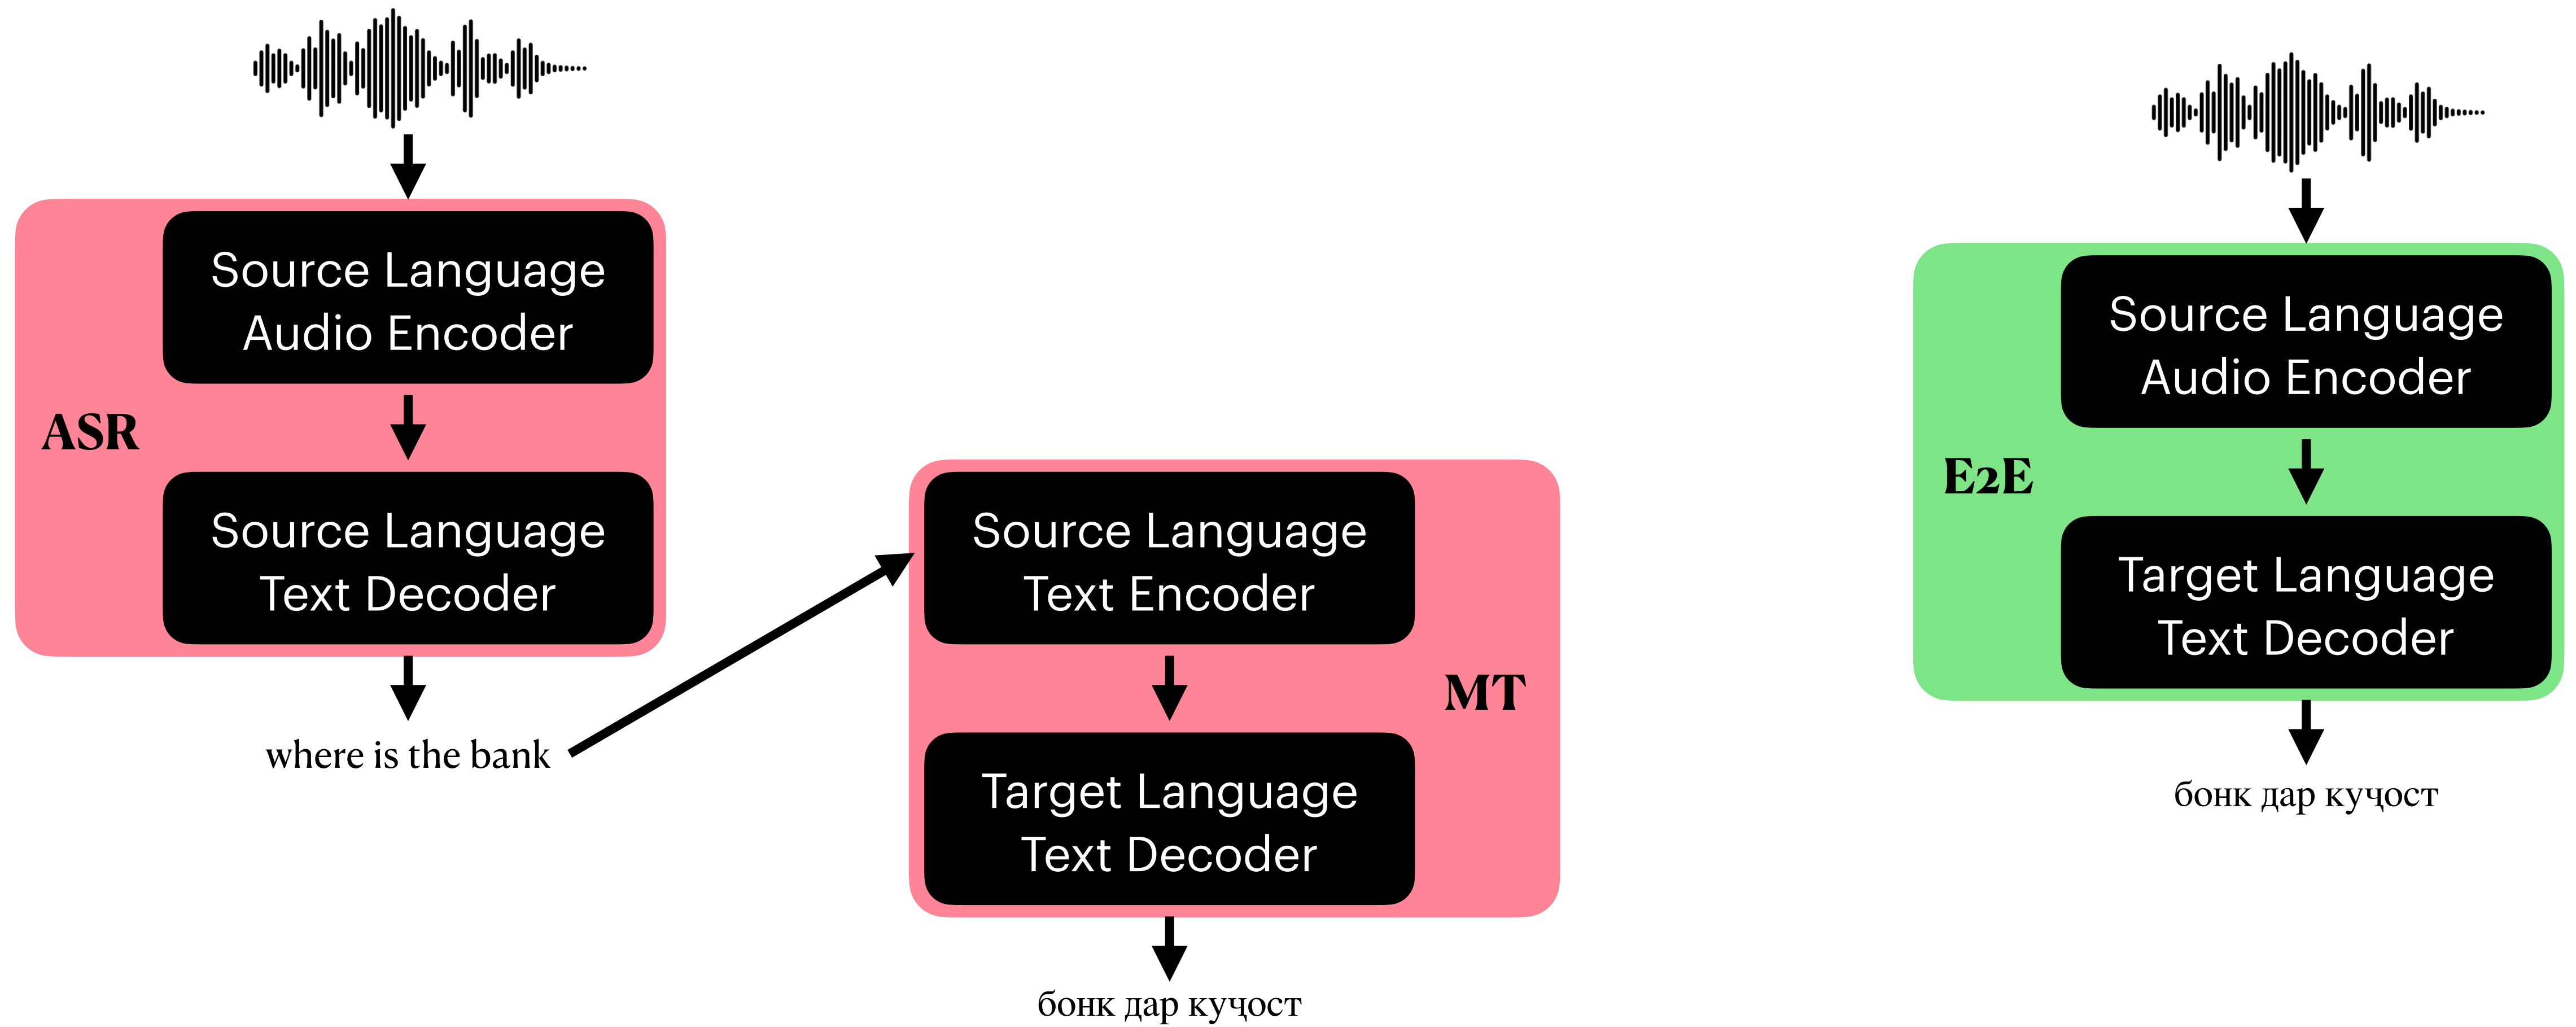 ASR
Source Language
Audio Encoder
Source Language
Text Decoder
where is the bank
Source Language
Text Encoder
MT
Target Language
Text Decoder
бонк дар куҷост
E2E
Source Language
Audio Encoder
Target Language
Text Decoder
бонк дар куҷост